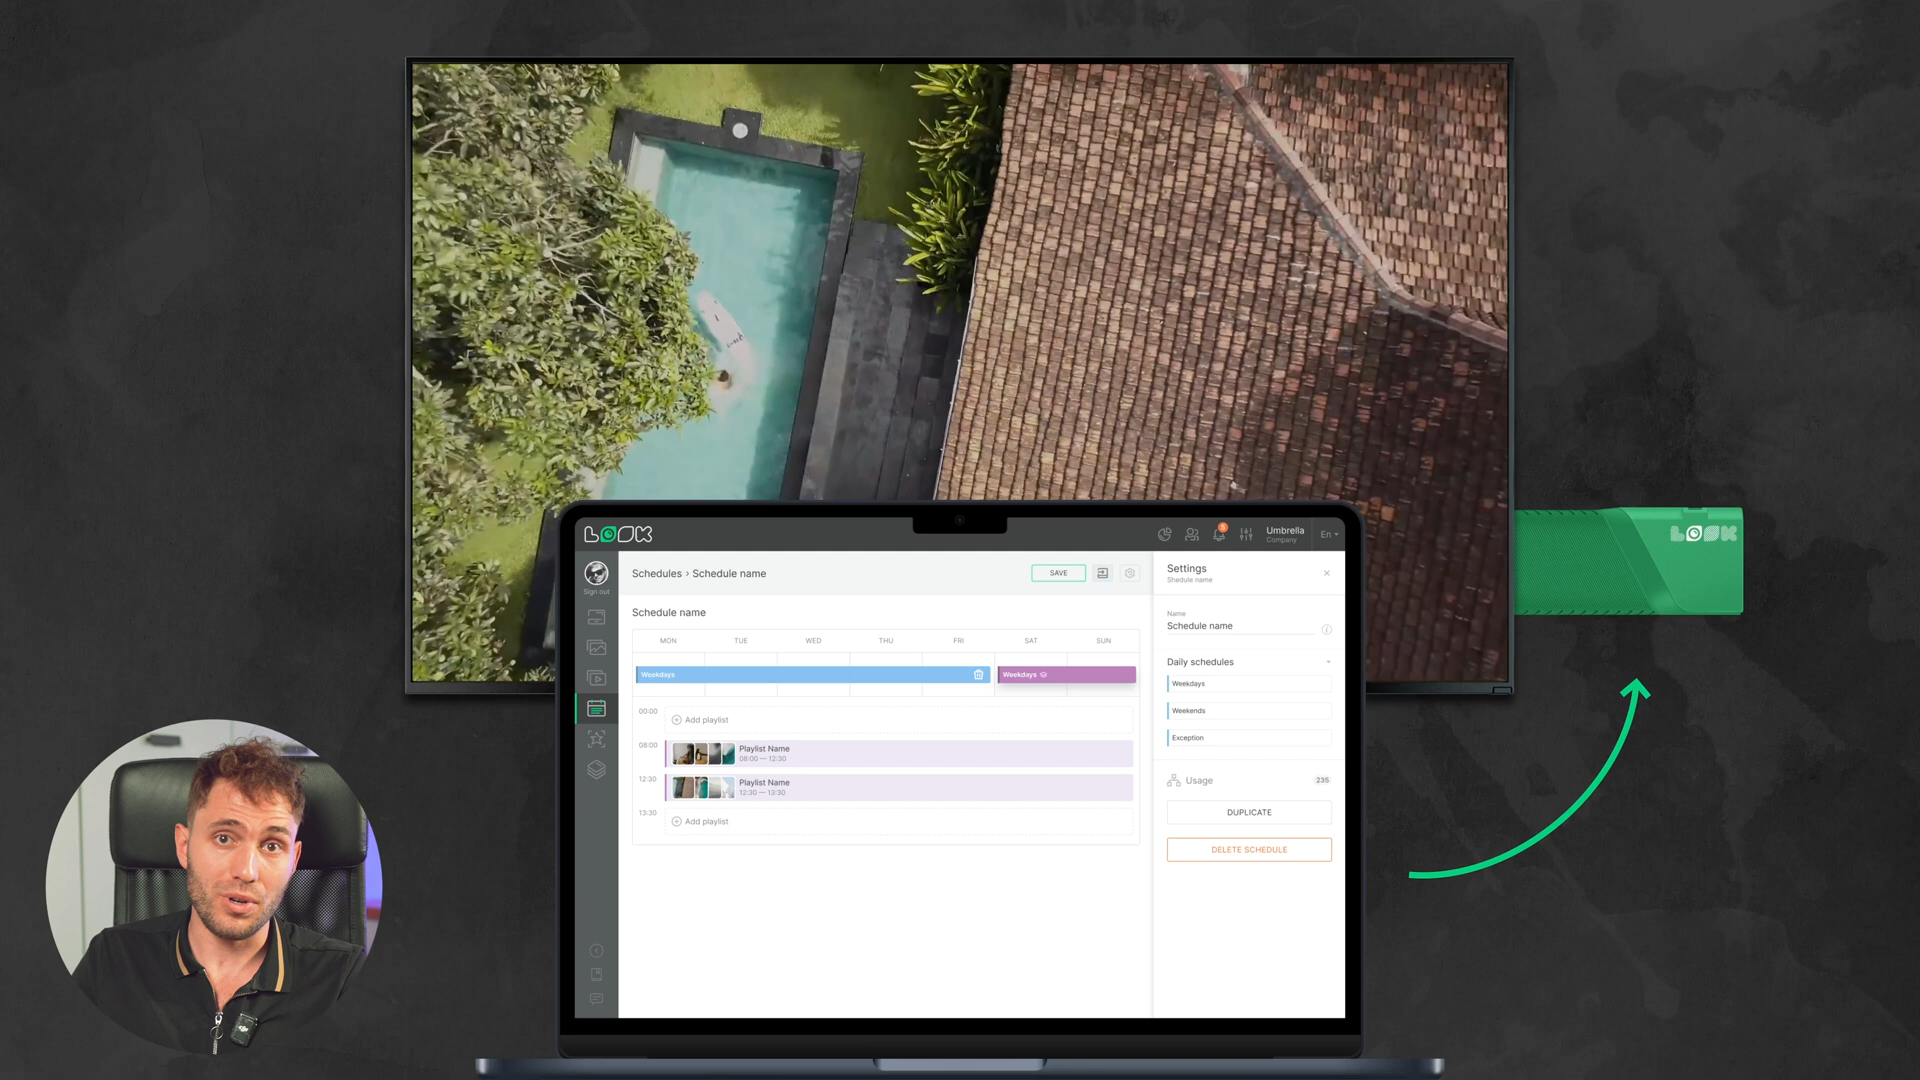 LOOK
LOOK
5
Umbrella
Company
En
Sign out
Schedules › Schedule name
SAVE
Settings
Shedule name
Schedule name
Name
Schedule name
MON TUE WED THU FRI SAT SUN
Weekdays
Weekdays
Daily schedules
Weekdays
Weekends
Exception
00:00
Add playlist
08:00
Playlist Name
08:00 — 12:30
12:30
Playlist Name
12:30 — 13:30
13:30
Add playlist
Usage 235
DUPLICATE
DELETE SCHEDULE